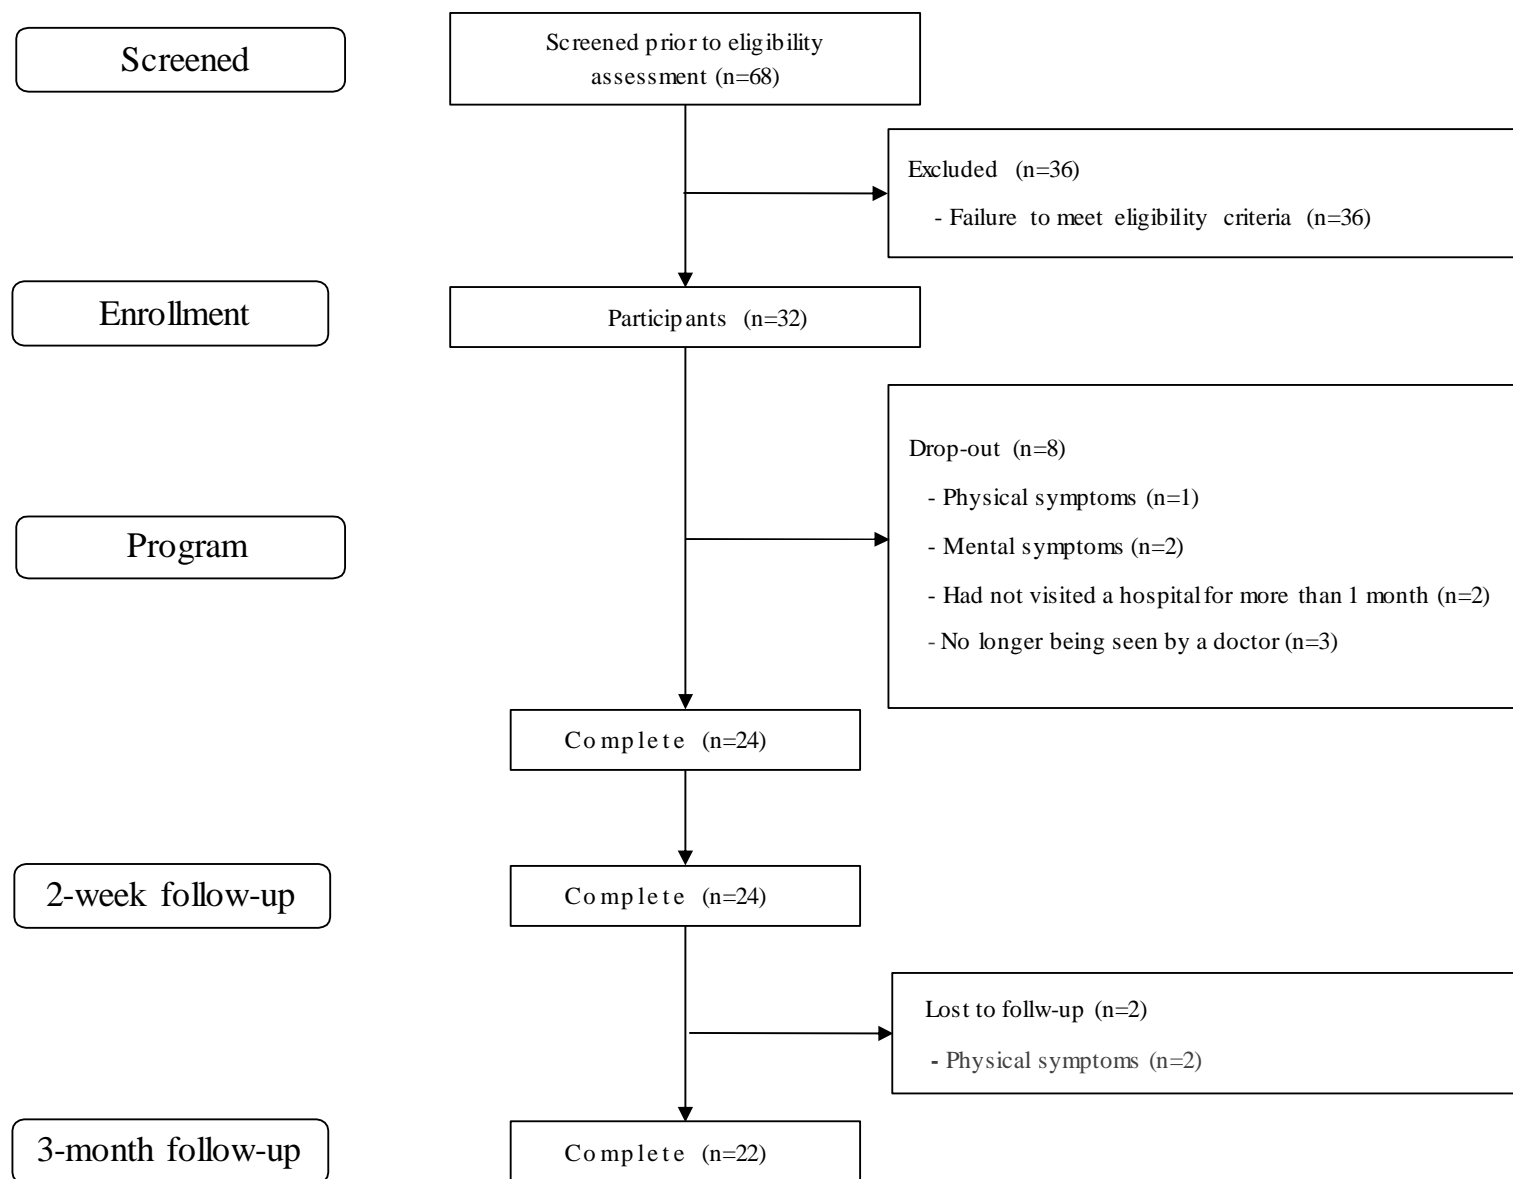 Screened
Screened prior to eligibility
assessment (n=68)
Excluded (n=36)
- Failure to meet eligibility criteria (n=36)
Enrollment
Participants (n=32)
Drop-out (n=8)
- Physical symptoms (n=1)
- Mental symptoms (n=2)
- Had not visited a hospital for more than 1 month (n=2)
- No longer being seen by a doctor (n=3)
Program
Complete (n=24)
2-week follow-up
Complete (n=24)
Lost to follw-up (n=2)
- Physical symptoms (n=2)
3-month follow-up
Complete (n=22)